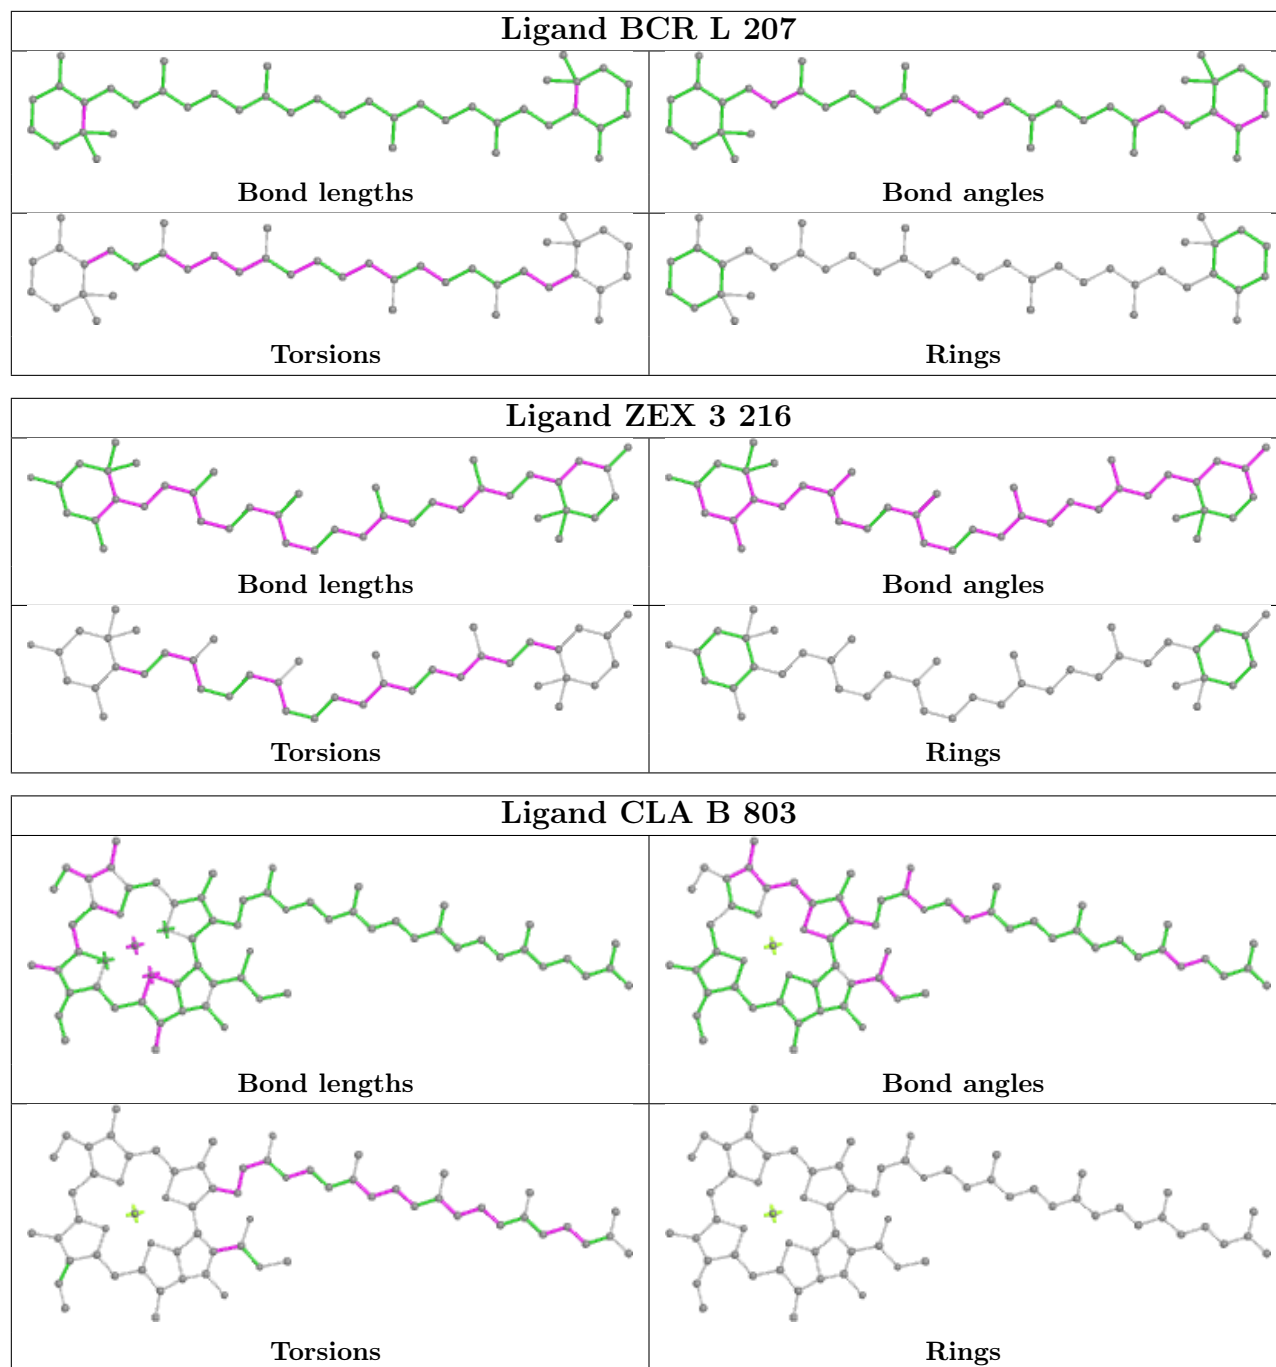 Ligand BCR L 207
Bond lengths
Bond angles
Torsions
Rings
Ligand ZEX 3 216
Bond lengths
Bond angles
Torsions
Rings
Ligand CLA B 803
Bond lengths
Bond angles
Torsions
Rings